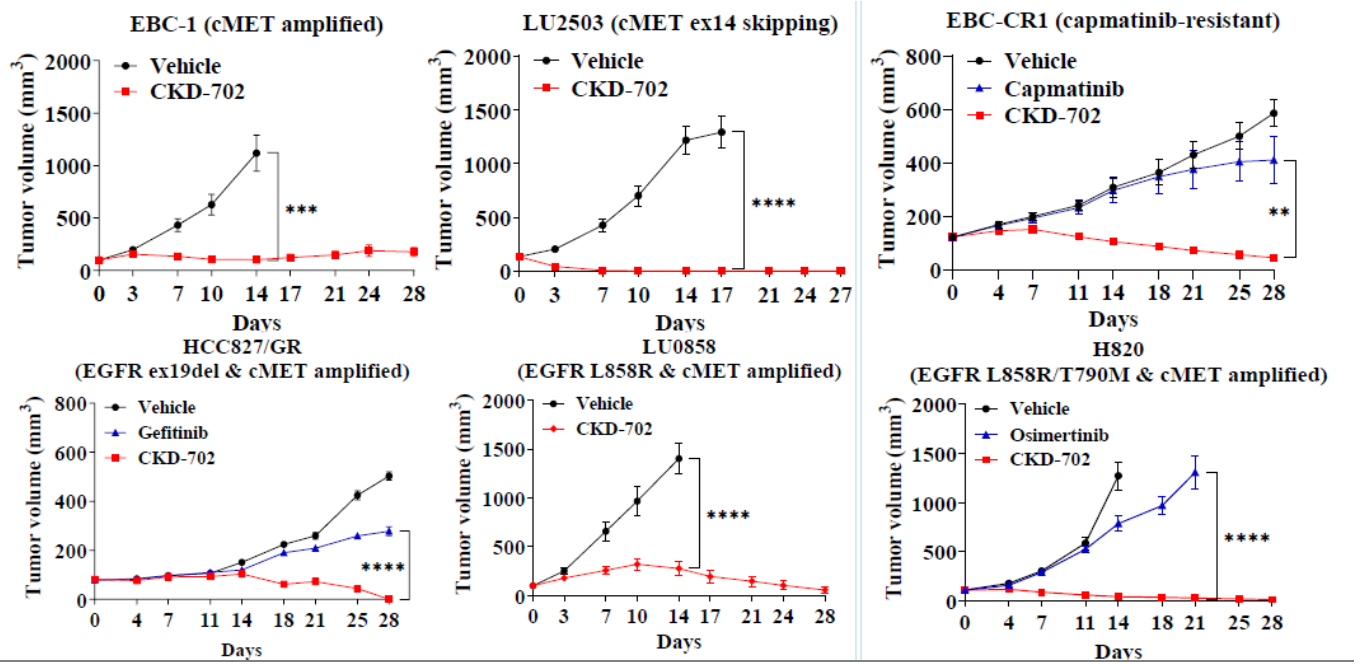 EBC-1 (cMET amplified)
Tumor volume (mm³)
2000
1500
1000
500
0
Vehicle
CKD-702
***
0 3 7 10 14 17 21 24 28
Days
LU2503 (cMET ex14 skipping)
Tumor volume (mm³)
2000
1500
1000
500
0
Vehicle
CKD-702
****
0 3 7 10 14 17 21 24 27
Days
EBC-CR1 (capmatinib-resistant)
Tumor volume (mm³)
800
600
400
200
0
Vehicle
Capmatinib
CKD-702
**
0 4 7 11 14 18 21 25 28
Days
HCC827/GR
(EGFR ex19del & cMET amplified)
Tumor volume (mm³)
800
600
400
200
0
Vehicle
Gefitinib
CKD-702
****
0 4 7 11 14 18 21 25 28
Days
LU0858
(EGFR L858R & cMET amplified)
Tumor volume (mm³)
2000
1500
1000
500
0
Vehicle
CKD-702
****
0 3 7 10 14 17 21 24 28
Days
H820
(EGFR L858R/T790M & cMET amplified)
Tumor volume (mm³)
2000
1500
1000
500
0
Vehicle
Osimertinib
CKD-702
****
0 4 7 11 14 18 21 25 28
Days